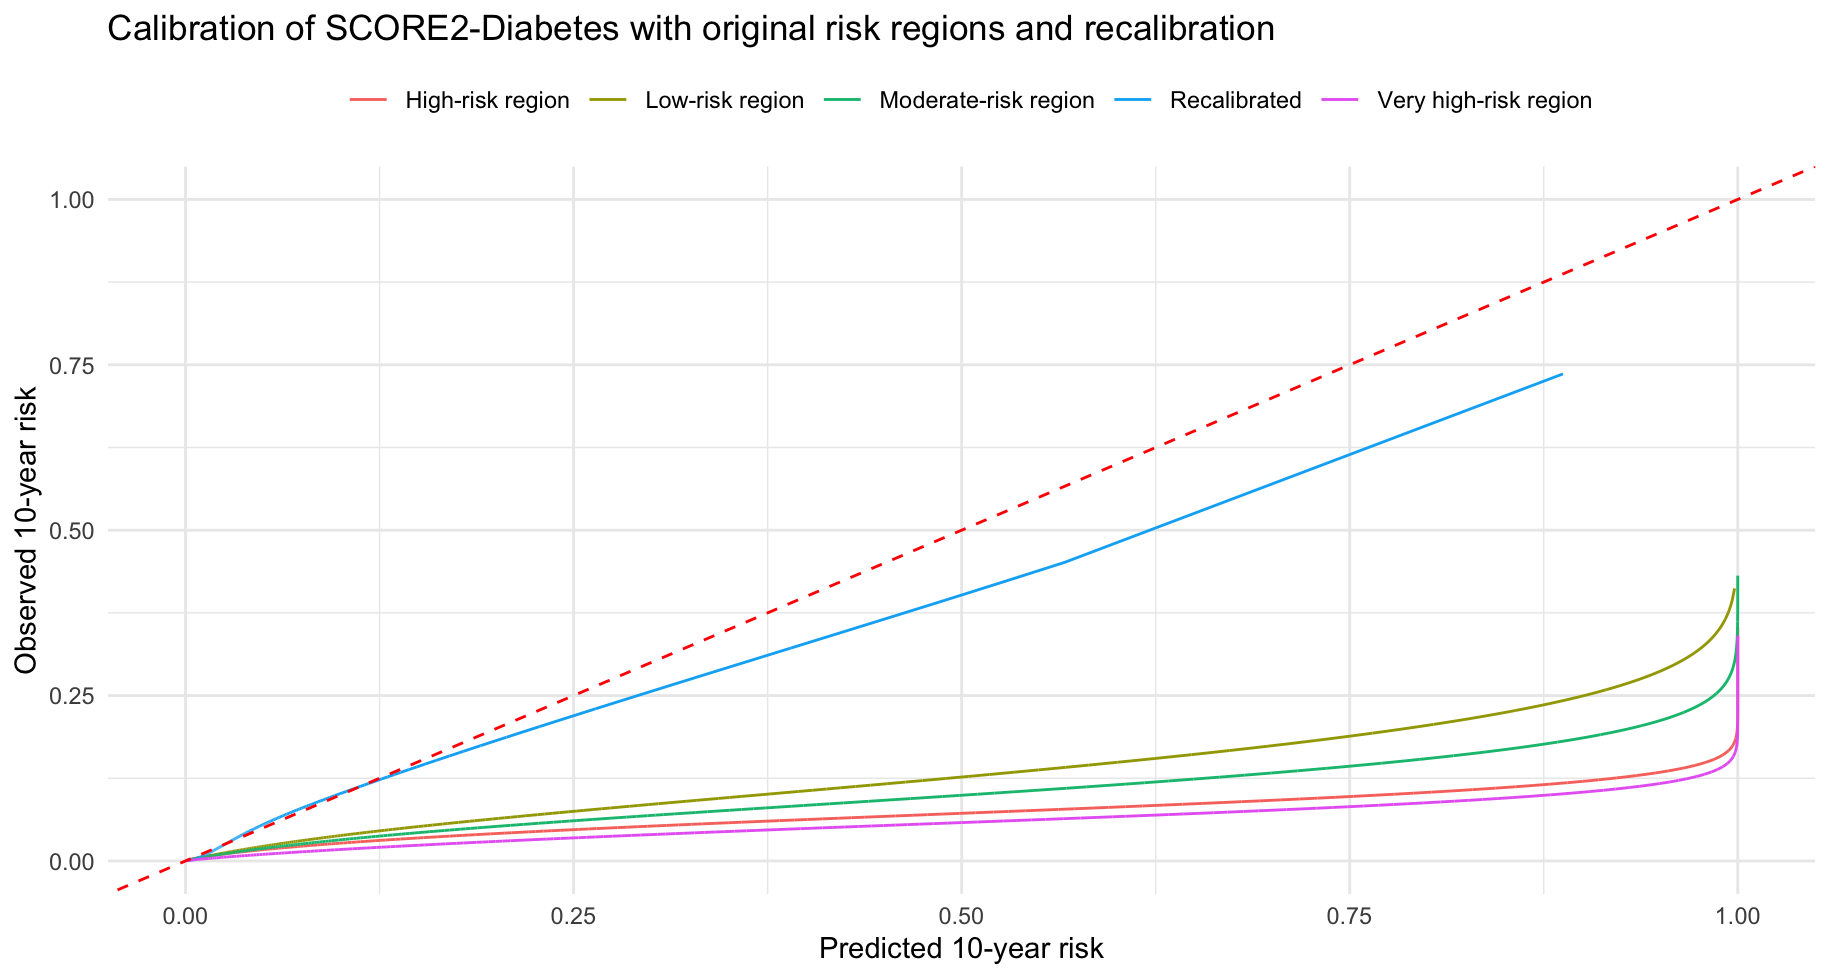 Calibration of SCORE2-Diabetes with original risk regions and recalibration
High-risk region Low-risk region Moderate-risk region Recalibrated Very high-risk region
Observed 10-year risk
1.00
0.75
0.50
0.25
0.00
0.00 0.25 0.50 0.75 1.00
Predicted 10-year risk